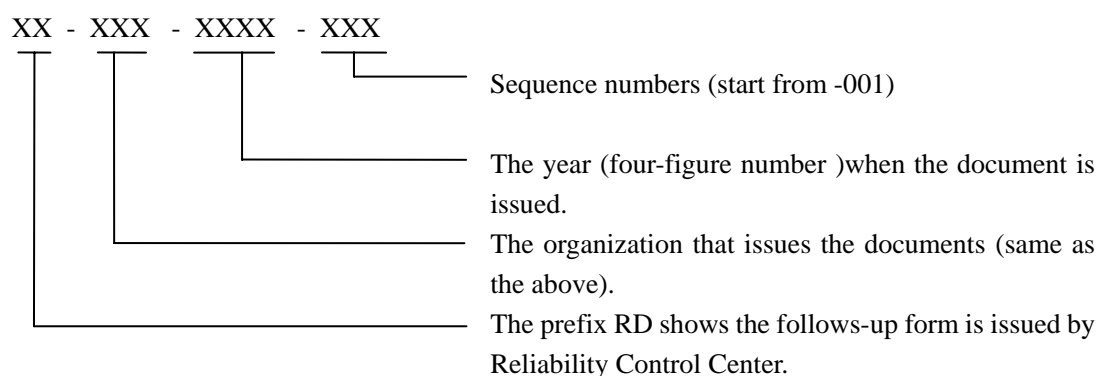 XX - XXX - XXXX - XXX
Sequence numbers (start from -001)
The year (four-figure number )when the document is
issued.
The organization that issues the documents (same as
the above).
The prefix RD shows the follows-up form is issued by
Reliability Control Center.